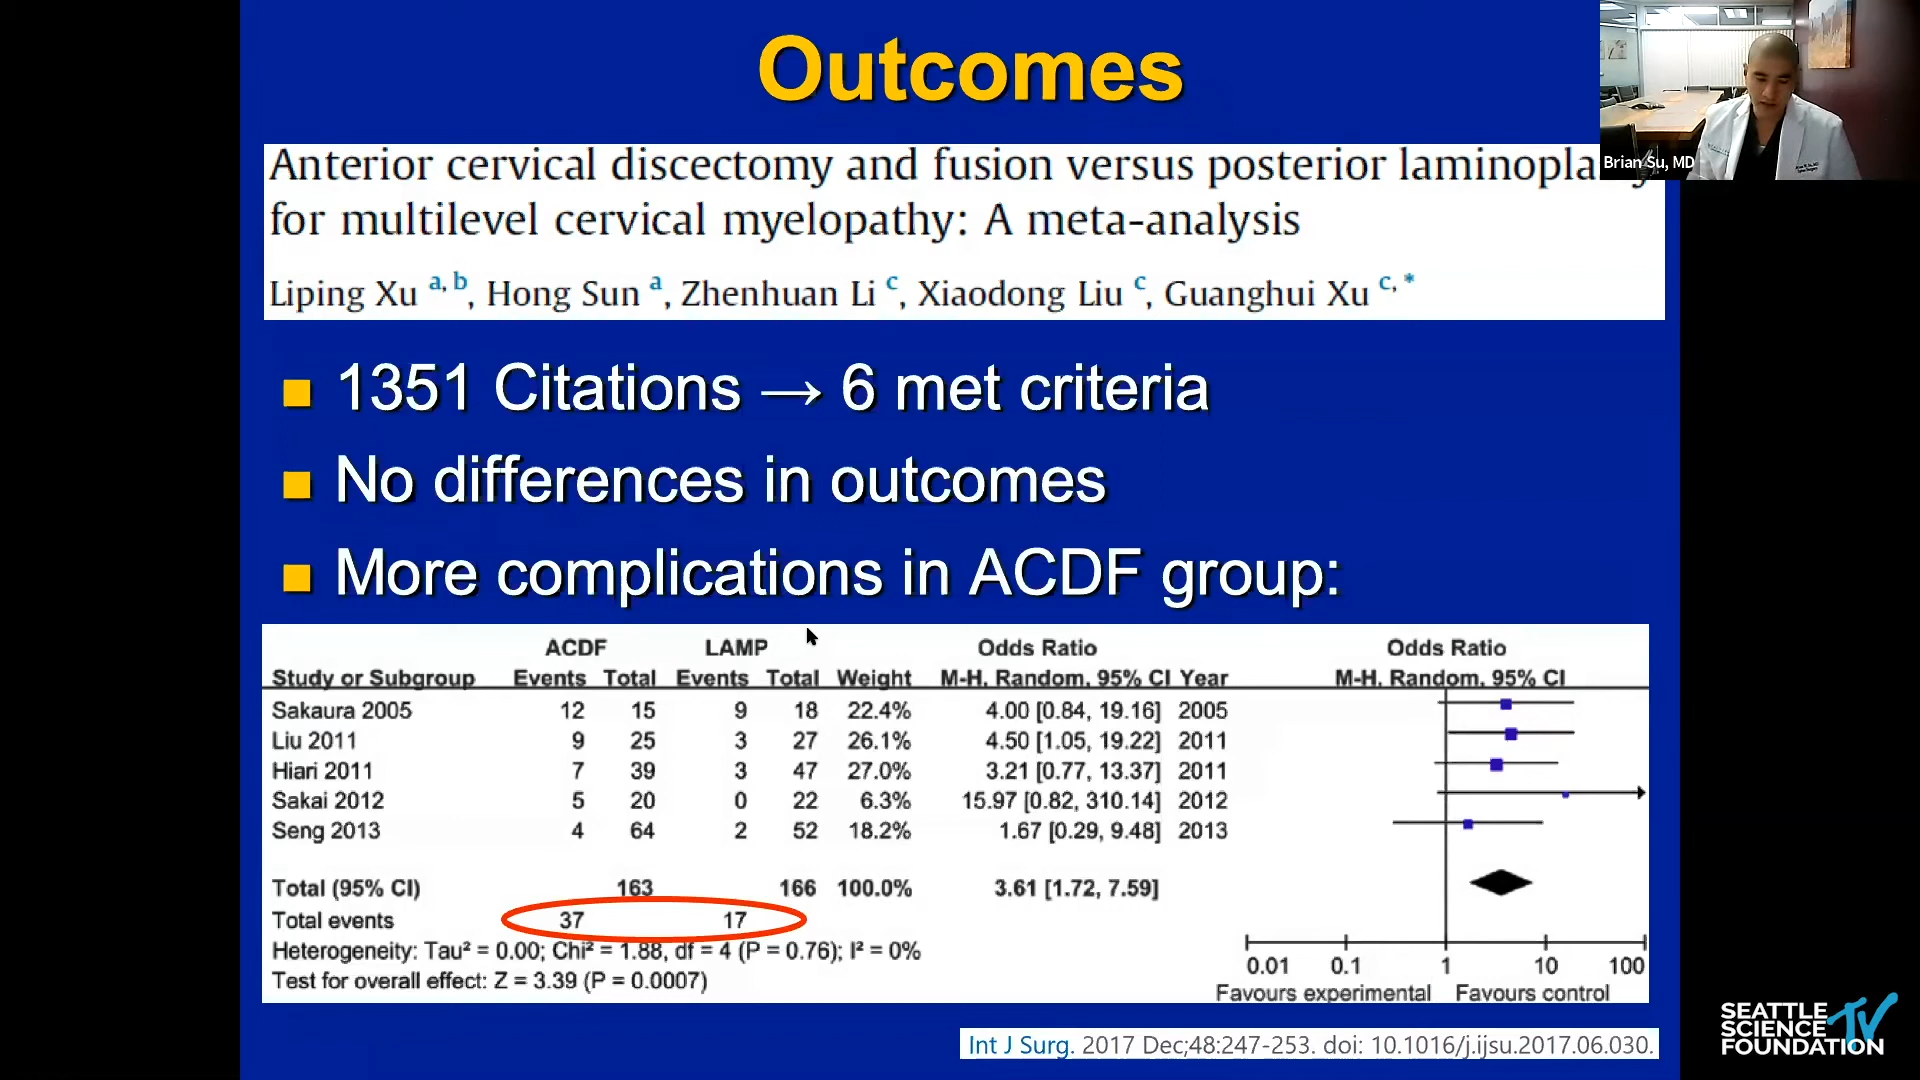 Outcomes
Brian Su, MD
Anterior cervical discectomy and fusion versus posterior laminopla
for multilevel cervical myelopathy: A meta-analysis
Liping Xu a, b, Hong Sun a, Zhenhuan Li c, Xiaodong Liu c, Guanghui Xu c, *
1351 Citations → 6 met criteria
No differences in outcomes
More complications in ACDF group:
ACDF LAMP Odds Ratio Odds Ratio
Study or Subgroup Events Total Events Total Weight M-H, Random, 95% CI Year M-H, Random, 95% CI
Sakaura 2005 12 15 9 18 22.4% 4.00 [0.84, 19.16] 2005
Liu 2011 9 25 3 27 26.1% 4.50 [1.05, 19.22] 2011
Hiari 2011 7 39 3 47 27.0% 3.21 [0.77, 13.37] 2011
Sakai 2012 5 20 0 22 6.3% 15.97 [0.82, 310.14] 2012
Seng 2013 4 64 2 52 18.2% 1.67 [0.29, 9.48] 2013
Total (95% CI) 163 166 100.0% 3.61 [1.72, 7.59]
Total events 37 17
Heterogeneity: Tau² = 0.00; Chi² = 1.88, df = 4 (P = 0.76); I² = 0%
Test for overall effect: Z = 3.39 (P = 0.0007)
0.01 0.1 1 10 100
Favours experimental Favours control
Int J Surg. 2017 Dec;48:247-253. doi: 10.1016/j.ijsu.2017.06.030.
SEATTLE
SCIENCE TV
FOUNDATION